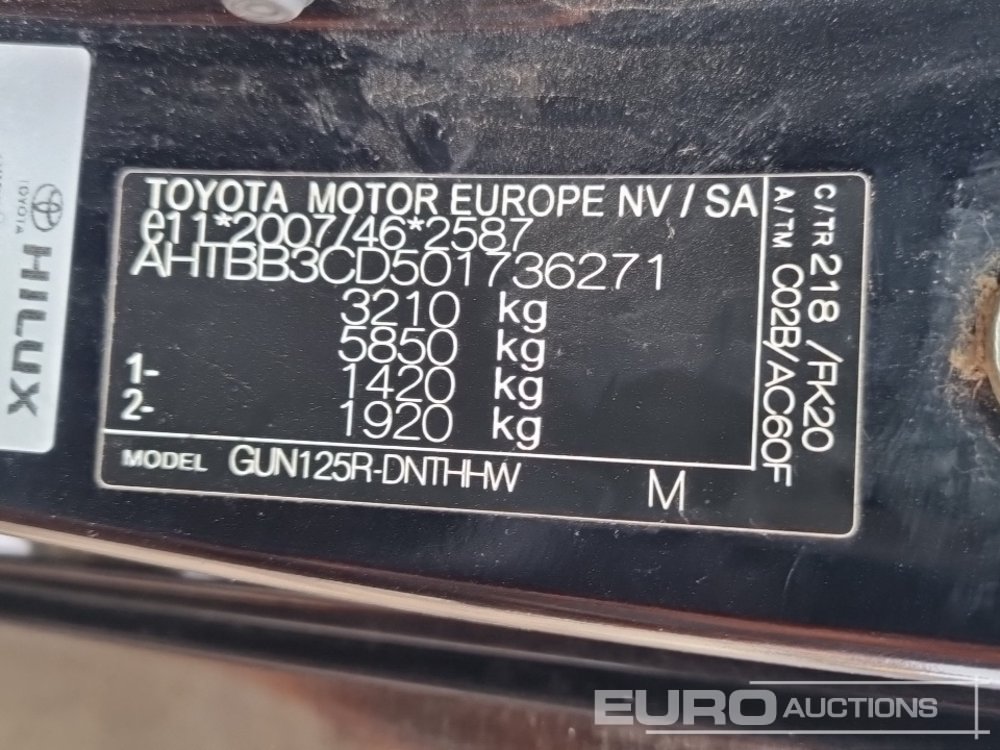 TOYOTA MOTOR EUROPE NV / SA
e11*2007/46*2587
AHTBB3CD501736271
3210 kg
5850 kg
1- 1420 kg
2- 1920 kg
MODEL GUN125R-DNTHHW M
C/TR 218 /FK20
A/TM C02B/AC60F
TOYOTA
HILUX
EURO AUCTIONS